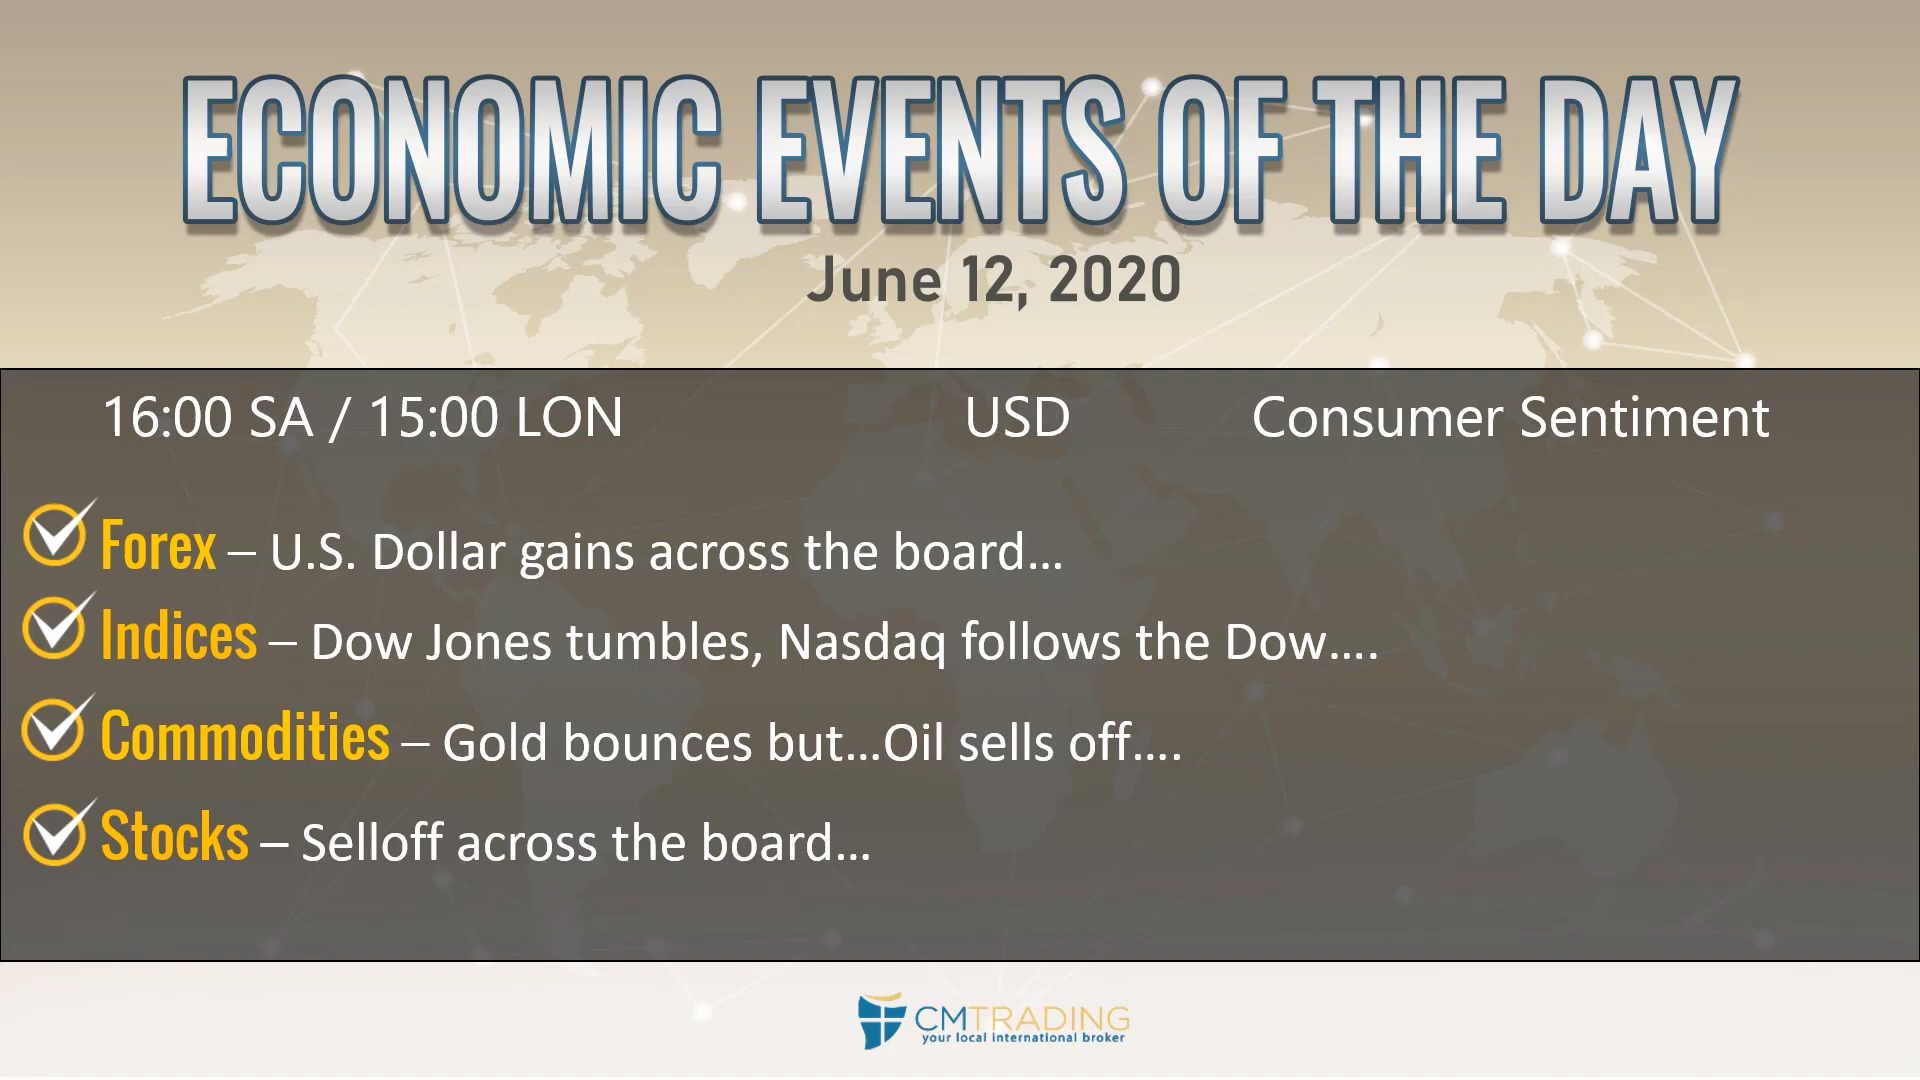 ECONOMIC EVENTS OF THE DAY
June 12, 2020
16:00 SA / 15:00 LON USD Consumer Sentiment
Forex – U.S. Dollar gains across the board…
Indices – Dow Jones tumbles, Nasdaq follows the Dow….
Commodities – Gold bounces but…Oil sells off….
Stocks – Selloff across the board…
CMTRADING
your local international broker